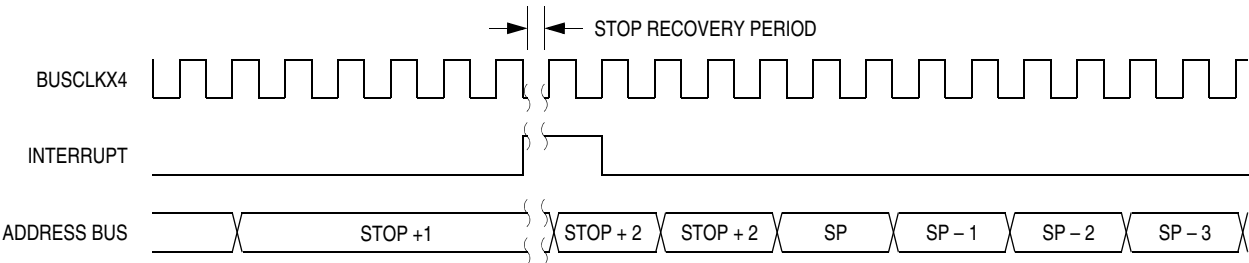 STOP RECOVERY PERIOD
BUSCLKX4
INTERRUPT
ADDRESS BUS STOP +1 STOP + 2 STOP + 2 SP SP – 1 SP – 2 SP – 3